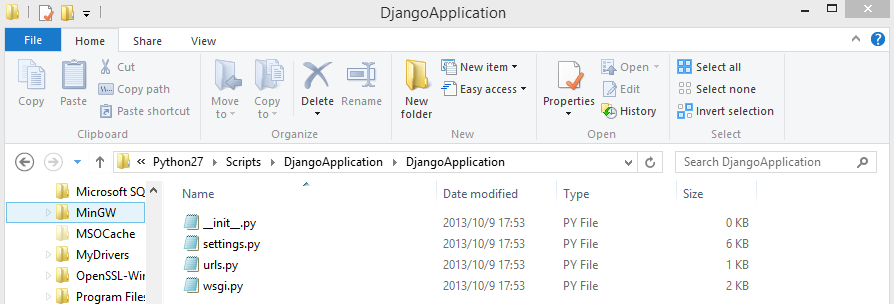 DjangoApplication
File Home Share View
Copy Paste Cut Copy path Paste shortcut Move to Copy to Delete Rename New folder New item Easy access Properties Open Edit History Select all Select none Invert selection
Clipboard Organize New Open Select
« Python27 Scripts DjangoApplication DjangoApplication Search DjangoApplication
Name Date modified Type Size
Microsoft SQ
MinGW
MSOCache
MyDrivers
OpenSSL-Wir
Program Files
__init__.py 2013/10/9 17:53 PY File 0 KB
settings.py 2013/10/9 17:53 PY File 6 KB
urls.py 2013/10/9 17:53 PY File 1 KB
wsgi.py 2013/10/9 17:53 PY File 2 KB